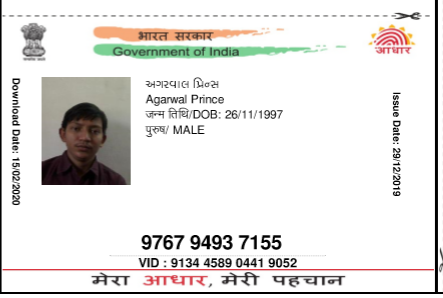 भारत सरकार
Government of India
आधार
Download Date: 15/02/2020
અગરવાલ પ્રિન્સ
Agarwal Prince
जन्म तिथि/DOB: 26/11/1997
पुरुष/ MALE
Issue Date: 29/12/2019
9767 9493 7155
VID : 9134 4589 0441 9052
मेरा आधार, मेरी पहचान